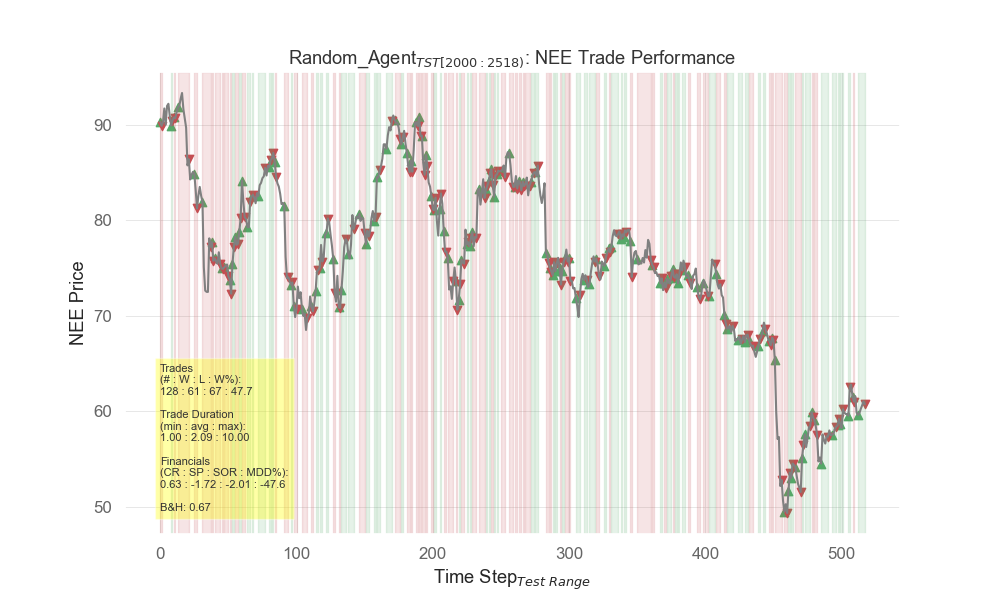 Random_Agent TST[2000 : 2518] : NEE Trade Performance
NEE Price
90
80
70
60
50
Trades
(# : W : L : W%):
128 : 61 : 67 : 47.7
Trade Duration
(min : avg : max):
1.00 : 2.09 : 10.00
Financials
(CR : SP : SOR : MDD%):
0.63 : -1.72 : -2.01 : -47.6
B&H: 0.67
0 100 200 300 400 500
Time Step Test Range